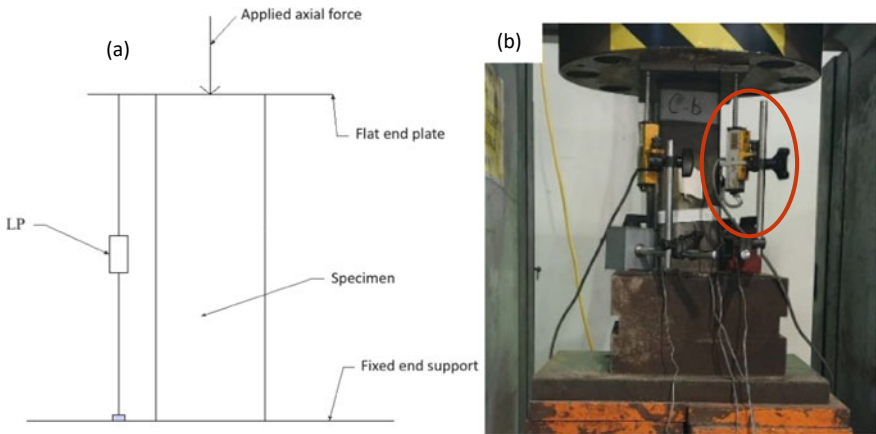 Applied axial force
(a)
(b)
C-6
Flat end plate
LP
Specimen
Fixed end support